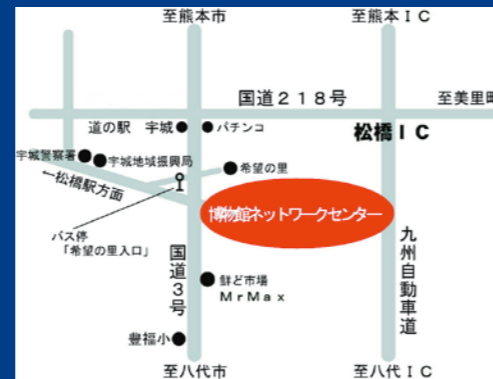 至熊本市
至熊本IC
国道218号
至美里町
道の駅 宇城
パチンコ
松橋IC
宇城警察署
宇城地域振興局
希望の里
←松橋駅方面
博物館ネットワークセンター
バス停
「希望の里入口」
国道3号
九州自動車道
鮮ど市場
MrMax
豊福小
至八代市
至八代IC